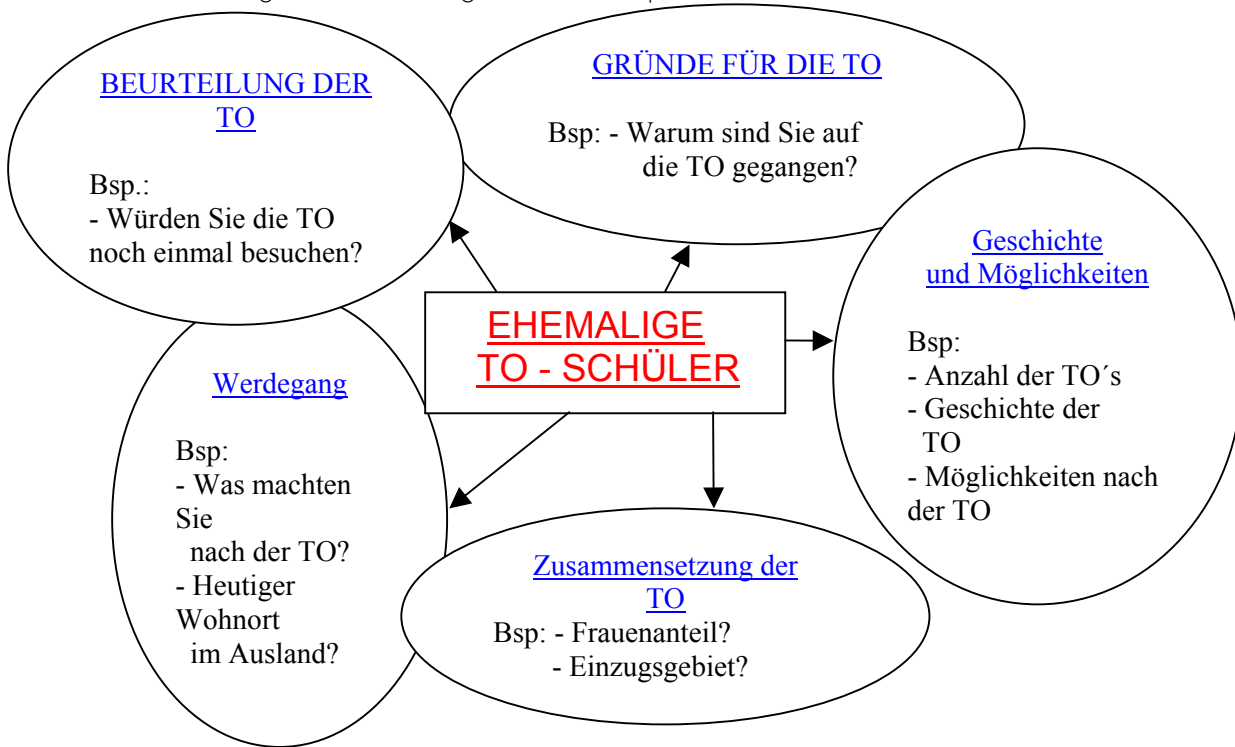 BEURTEILUNG DER
TO
Bsp.:
- Würden Sie die TO
noch einmal besuchen?
GRÜNDE FÜR DIE TO
Bsp: - Warum sind Sie auf
die TO gegangen?
Geschichte
und Möglichkeiten
Bsp:
- Anzahl der TO´s
- Geschichte der
TO
- Möglichkeiten nach
der TO
EHEMALIGE
TO - SCHÜLER
Werdegang
Bsp:
- Was machten
Sie
nach der TO?
- Heutiger
Wohnort
im Ausland?
Zusammensetzung der
TO
Bsp: - Frauenanteil?
- Einzugsgebiet?